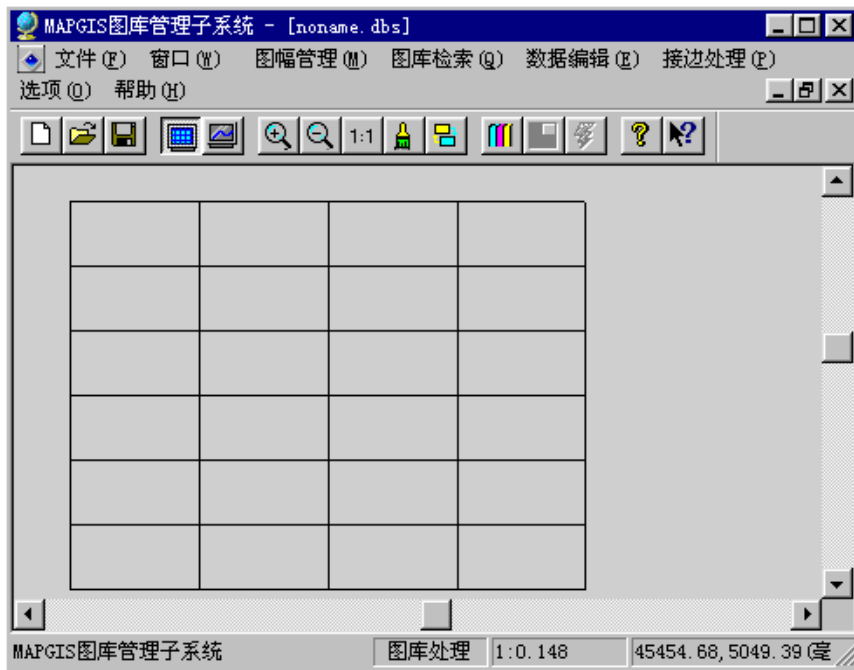 MAPGIS图库管理子系统 - [noname.dbs]
文件(F) 窗口(W) 图幅管理(M) 图库检索(Q) 数据编辑(E) 接边处理(P)
选项(O) 帮助(H)
1:1
MAPGIS图库管理子系统 图库处理 1:0.148 45454.68,5049.39(毫